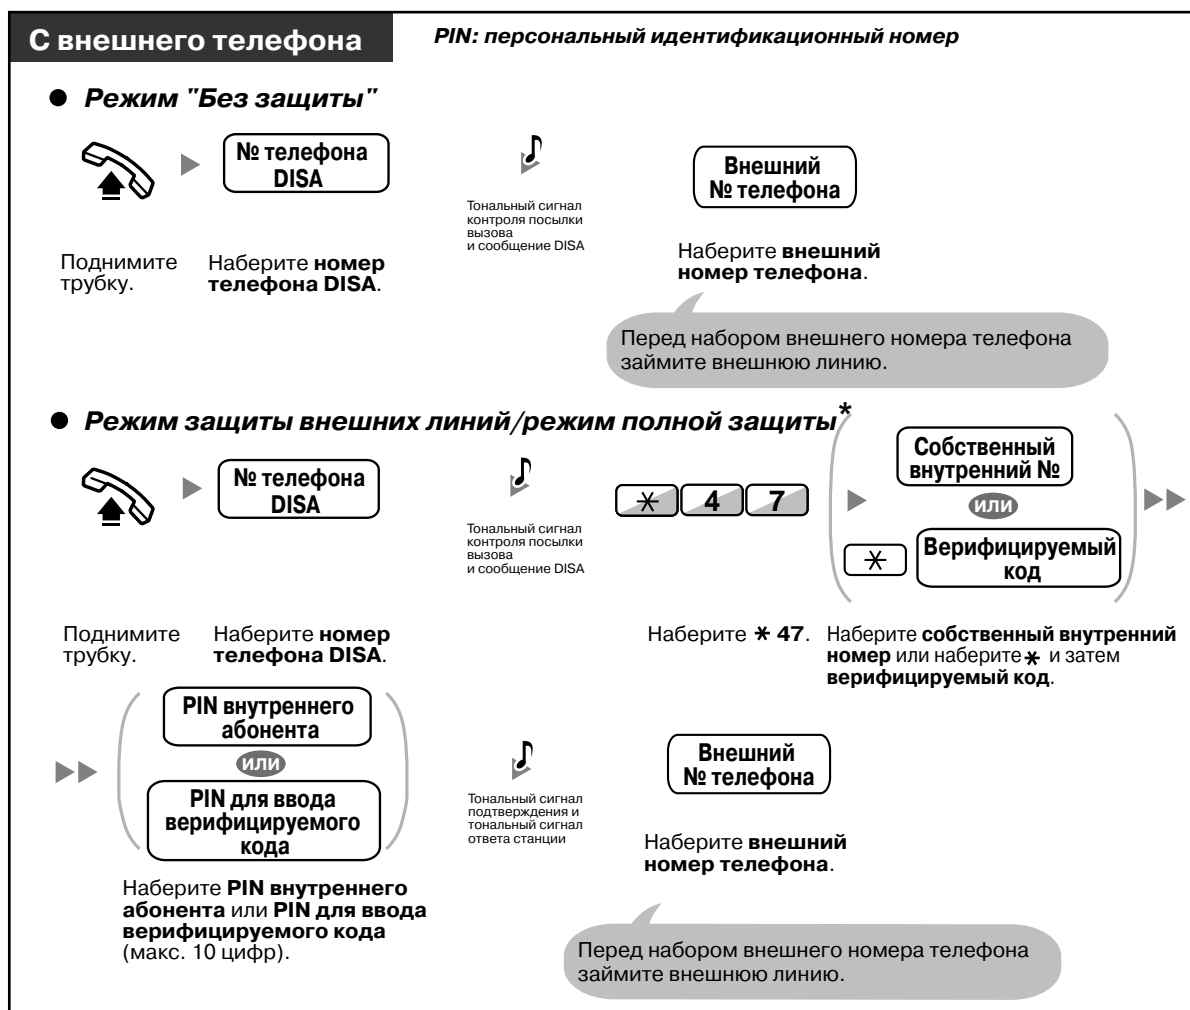 С внешнего телефона
PIN: персональный идентификационный номер
● Режим "Без защиты"
№ телефона
DISA
Внешний
№ телефона
Тональный сигнал
контроля посылки
вызова
и сообщение DISA
Поднимите
трубку.
Наберите номер
телефона DISA.
Наберите внешний
номер телефона.
Перед набором внешнего номера телефона
займите внешнюю линию.
● Режим защиты внешних линий/режим полной защиты*
№ телефона
DISA
Тональный сигнал
контроля посылки
вызова
и сообщение DISA
* 4 7
Собственный
внутренний №
или
* Верифицируемый
код
Поднимите
трубку.
Наберите номер
телефона DISA.
Наберите * 47.
Наберите собственный внутренний
номер или наберите * и затем
верифицируемый код.
PIN внутреннего
абонента
или
PIN для ввода
верифицируемого
кода
Тональный сигнал
подтверждения и
тональный сигнал
ответа станции
Внешний
№ телефона
Наберите PIN внутреннего
абонента или PIN для ввода
верифицируемого кода
(макс. 10 цифр).
Наберите внешний
номер телефона.
Перед набором внешнего номера телефона
займите внешнюю линию.